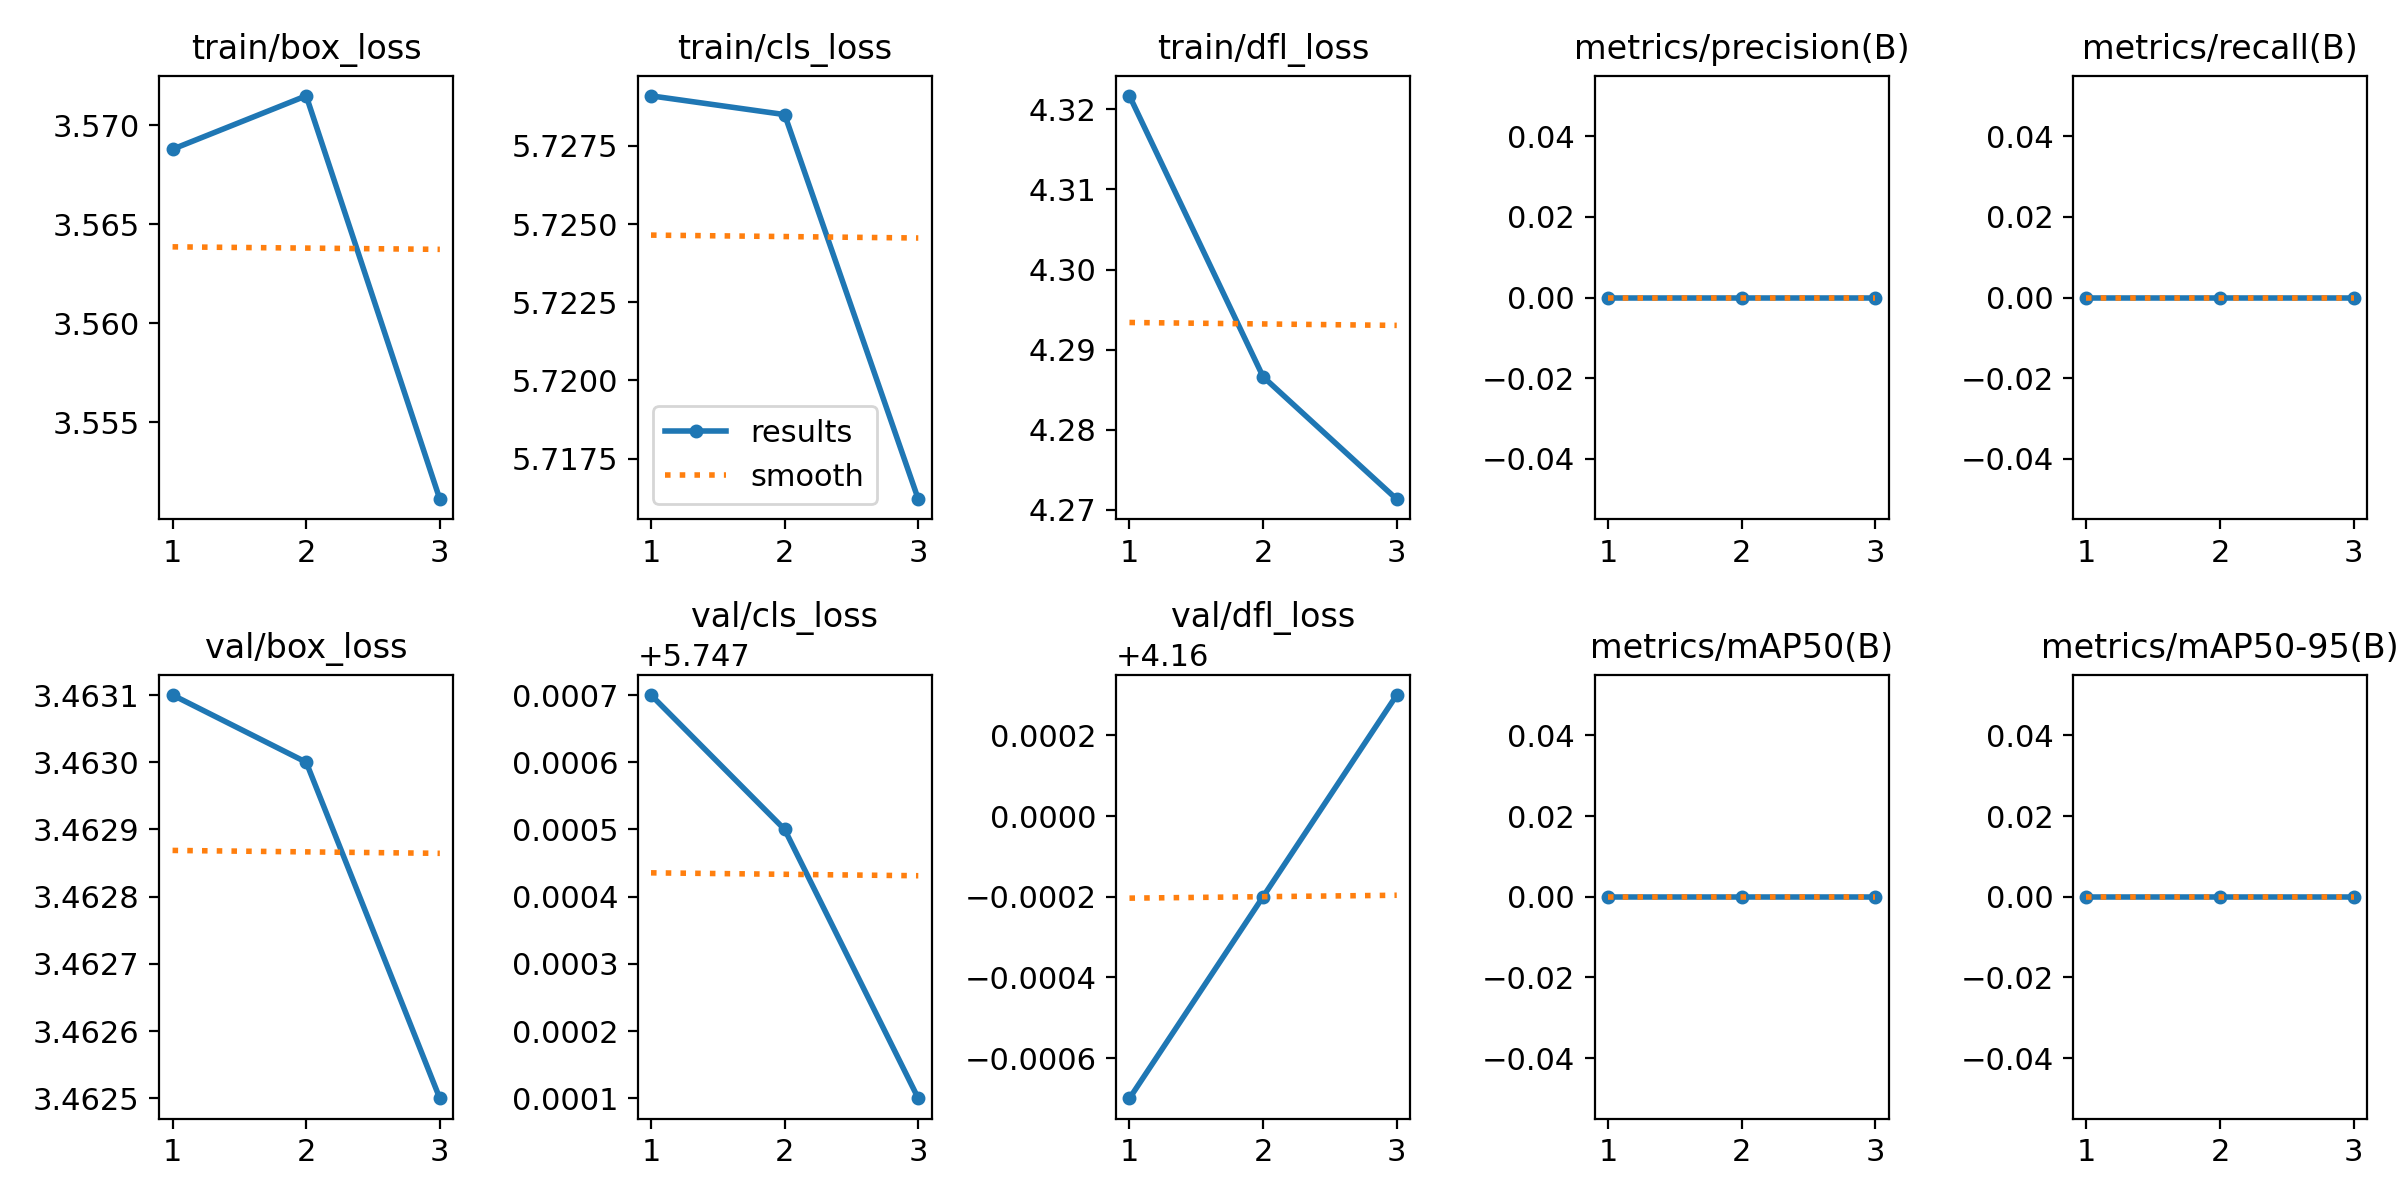 train/box_loss
3.570
3.565
3.560
3.555
1 2 3
train/cls_loss
5.7275
5.7250
5.7225
5.7200
5.7175
results
smooth
1 2 3
train/dfl_loss
4.32
4.31
4.30
4.29
4.28
4.27
1 2 3
metrics/precision(B)
0.04
0.02
0.00
−0.02
−0.04
1 2 3
metrics/recall(B)
0.04
0.02
0.00
−0.02
−0.04
1 2 3
val/box_loss
3.4631
3.4630
3.4629
3.4628
3.4627
3.4626
3.4625
1 2 3
val/cls_loss
+5.747
0.0007
0.0006
0.0005
0.0004
0.0003
0.0002
0.0001
1 2 3
val/dfl_loss
+4.16
0.0002
0.0000
−0.0002
−0.0004
−0.0006
1 2 3
metrics/mAP50(B)
0.04
0.02
0.00
−0.02
−0.04
1 2 3
metrics/mAP50-95(B)
0.04
0.02
0.00
−0.02
−0.04
1 2 3